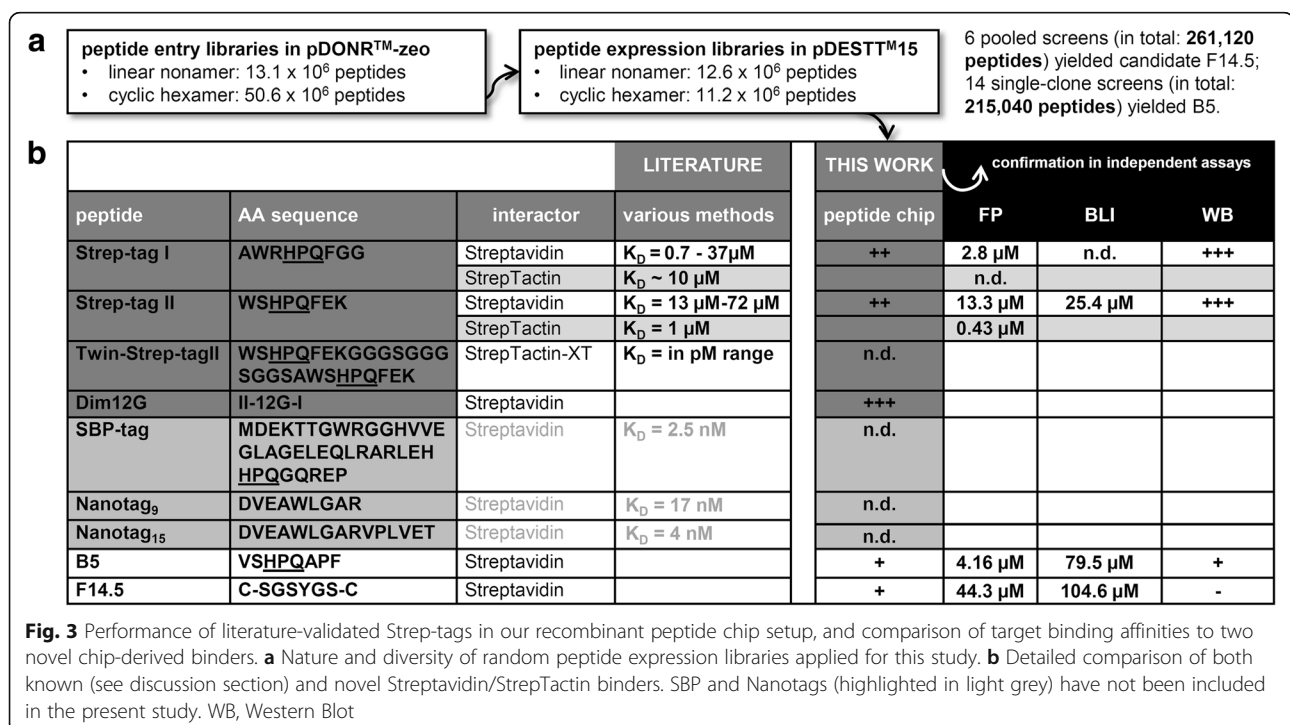 a
peptide entry libraries in pDONR™-zeo
• linear nonamer: 13.1 x 10⁶ peptides
• cyclic hexamer: 50.6 x 10⁶ peptides
peptide expression libraries in pDESTTᴹ15
• linear nonamer: 12.6 x 10⁶ peptides
• cyclic hexamer: 11.2 x 10⁶ peptides
6 pooled screens (in total: 261,120
peptides) yielded candidate F14.5;
14 single-clone screens (in total:
215,040 peptides) yielded B5.
b
LITERATURE THIS WORK confirmation in independent assays
peptide AA sequence interactor various methods peptide chip FP BLI WB
Strep-tag I AWRHPQFGG Streptavidin K_D = 0.7 - 37µM ++ 2.8 µM n.d. +++
StrepTactin K_D ~ 10 µM n.d.
Strep-tag II WSHPQFEK Streptavidin K_D = 13 µM-72 µM ++ 13.3 µM 25.4 µM +++
StrepTactin K_D = 1 µM 0.43 µM
Twin-Strep-tagII WSHPQFEKGGGSGGG StrepTactin-XT K_D = in pM range n.d.
SGGSAWSHPQFEK
Dim12G II-12G-I Streptavidin +++
SBP-tag MDEKTTGWRGGHVVE Streptavidin K_D = 2.5 nM n.d.
GLAGELEQLRARLEH
HPQGQREP
Nanotag₉ DVEAWLGAR Streptavidin K_D = 17 nM n.d.
Nanotag₁₅ DVEAWLGARVPLVET Streptavidin K_D = 4 nM n.d.
B5 VSHPQAPF Streptavidin + 4.16 µM 79.5 µM +
F14.5 C-SGSYGS-C Streptavidin + 44.3 µM 104.6 µM -
Fig. 3 Performance of literature-validated Strep-tags in our recombinant peptide chip setup, and comparison of target binding affinities to two
novel chip-derived binders. a Nature and diversity of random peptide expression libraries applied for this study. b Detailed comparison of both
known (see discussion section) and novel Streptavidin/StrepTactin binders. SBP and Nanotags (highlighted in light grey) have not been included
in the present study. WB, Western Blot